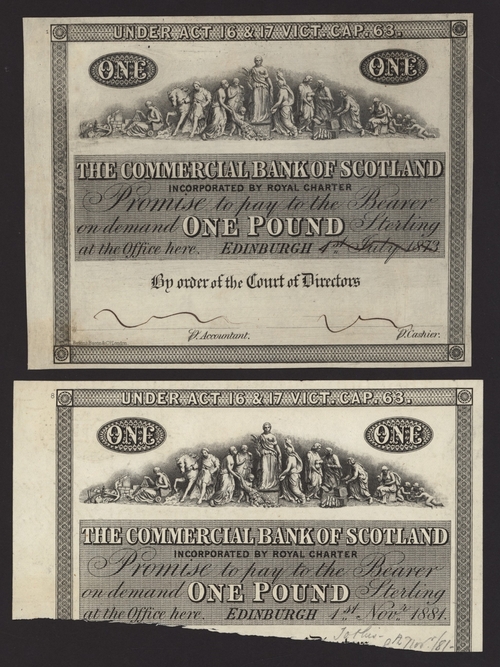 UNDER ACT 16 & 17 VICT. CAP. 63.
ONE ONE
THE COMMERCIAL BANK OF SCOTLAND
INCORPORATED BY ROYAL CHARTER
Promise to pay to the Bearer
on demand ONE POUND Sterling
at the Office here. EDINBURGH 1st July 1873
By order of the Court of Directors
P. Accountant. P. Cashier.
8
UNDER ACT 16 & 17 VICT. CAP. 63.
ONE ONE
THE COMMERCIAL BANK OF SCOTLAND
INCORPORATED BY ROYAL CHARTER
Promise to pay to the Bearer
on demand ONE POUND Sterling
at the Office here. EDINBURGH 1st Novr. 1881.